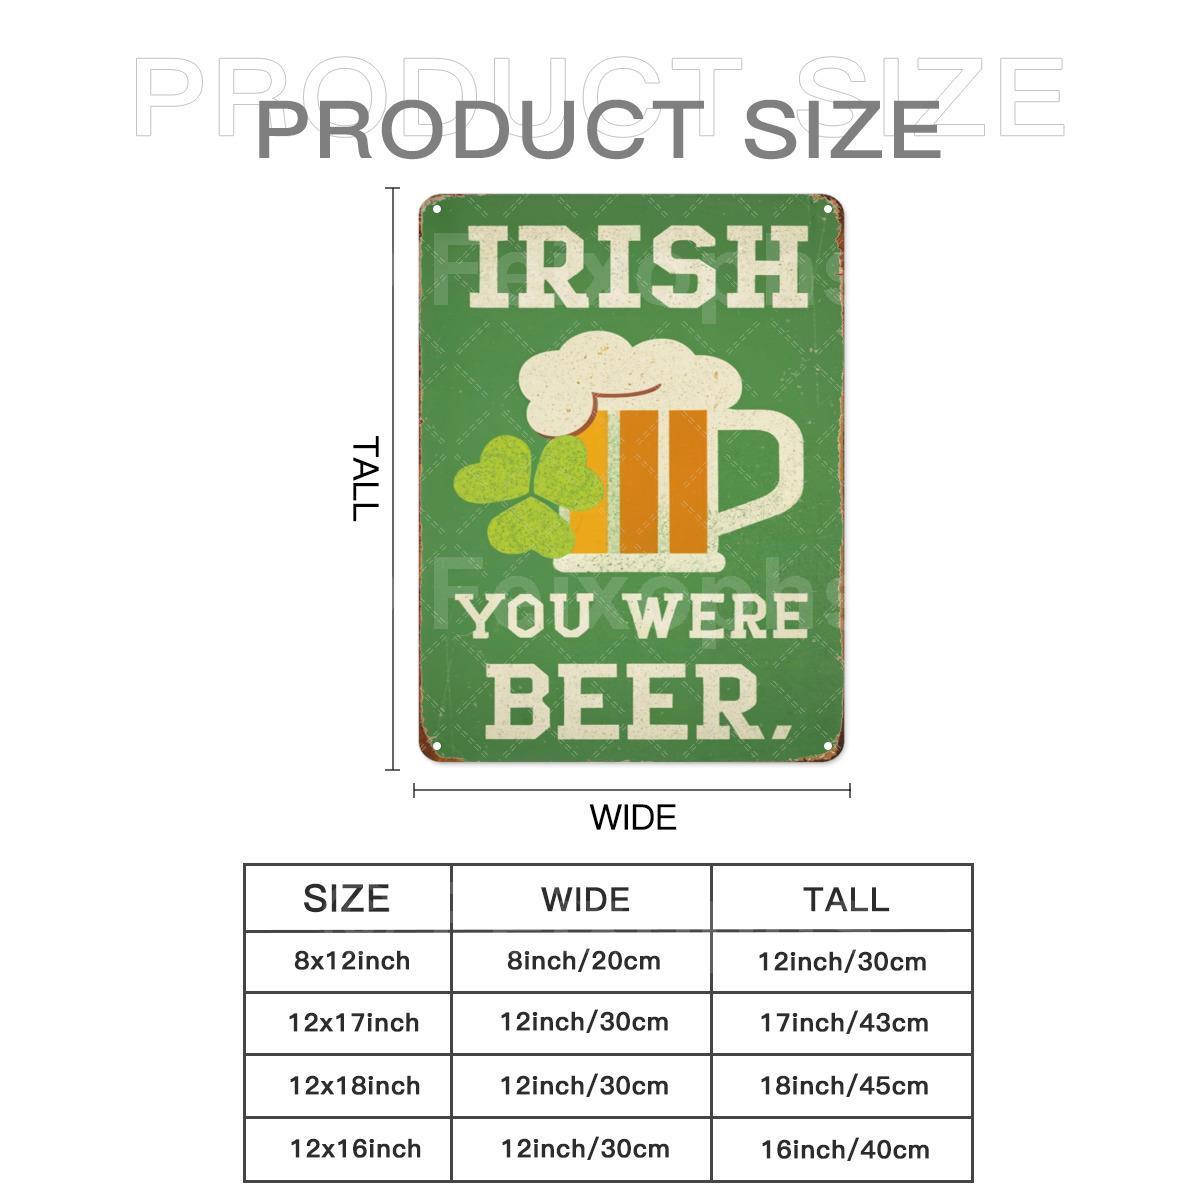 PRODUCT SIZE
PRODUCT SIZE
IRISH
YOU WERE
BEER.
Feixophs
Feixophs
TALL
WIDE
SIZE WIDE TALL
8x12inch 8inch/20cm 12inch/30cm
12x17inch 12inch/30cm 17inch/43cm
12x18inch 12inch/30cm 18inch/45cm
12x16inch 12inch/30cm 16inch/40cm